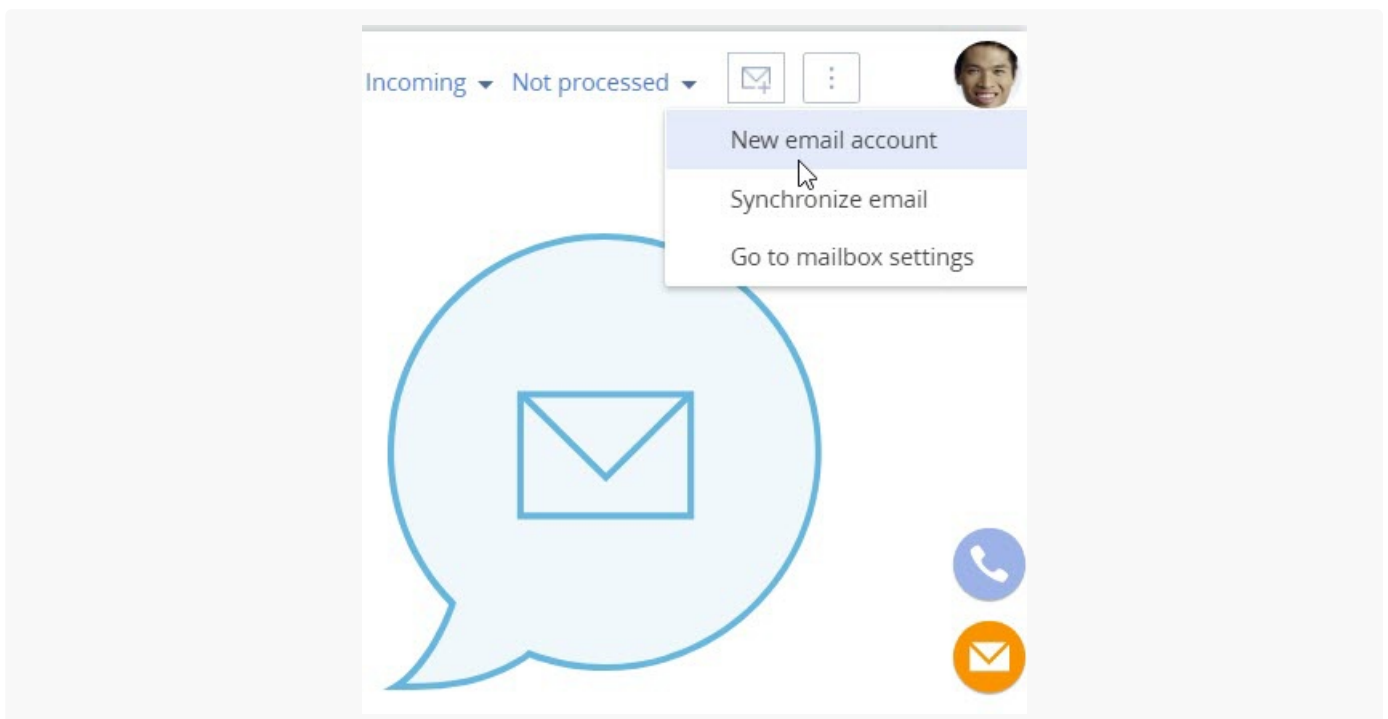 Incoming Not processed
New email account
Synchronize email
Go to mailbox settings